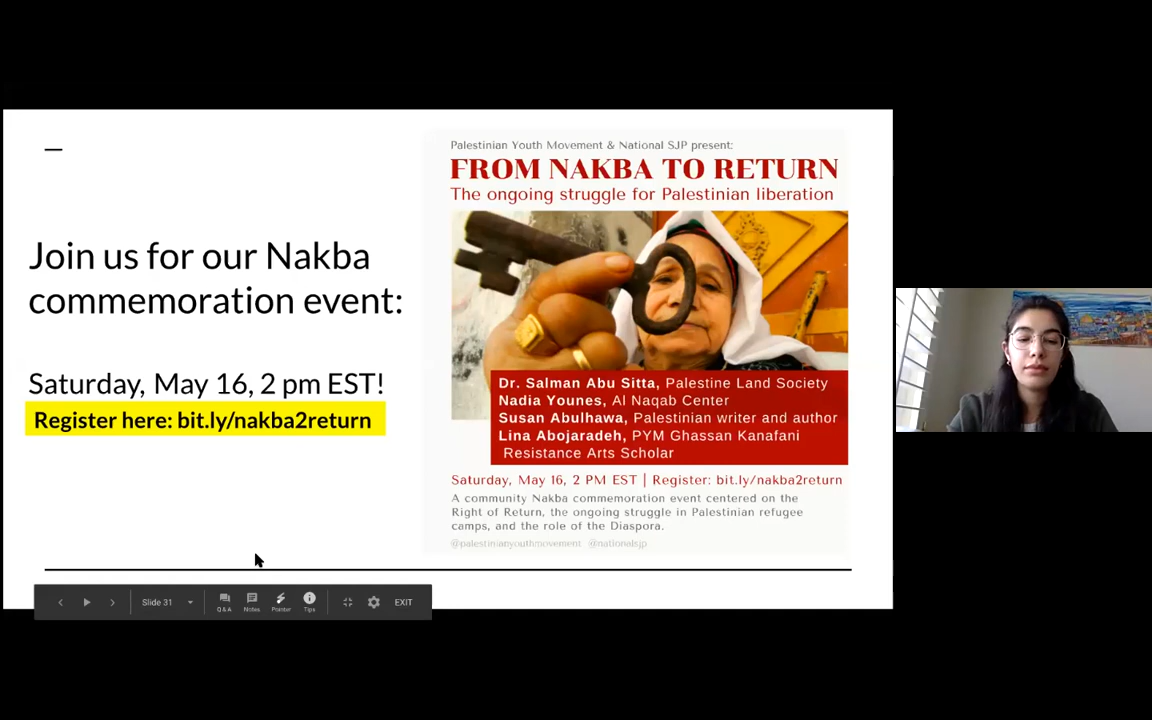 Join us for our Nakba
commemoration event:
Saturday, May 16, 2 pm EST!
Register here: bit.ly/nakba2return
Palestinian Youth Movement & National SJP present:
FROM NAKBA TO RETURN
The ongoing struggle for Palestinian liberation
Dr. Salman Abu Sitta, Palestine Land Society
Nadia Younes, Al Naqab Center
Susan Abulhawa, Palestinian writer and author
Lina Abojaradeh, PYM Ghassan Kanafani
Resistance Arts Scholar
Saturday, May 16, 2 PM EST | Register: bit.ly/nakba2return
A community Nakba commemoration event centered on the
Right of Return, the ongoing struggle in Palestinian refugee
camps, and the role of the Diaspora.
@palestinianyouthmovement @nationalsjp
Slide 31
Q&A Notes Pointer Tips
EXIT